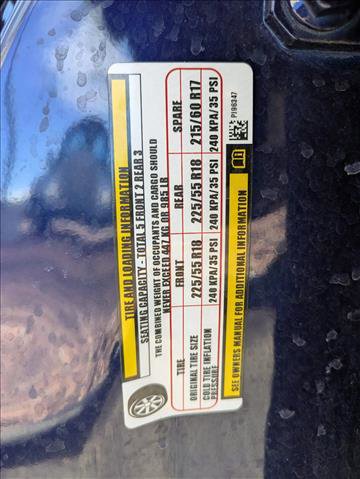 TIRE AND LOADING INFORMATION
SEATING CAPACITY - TOTAL 5 FRONT 2 REAR 3
THE COMBINED WEIGHT OF OCCUPANTS AND CARGO SHOULD
NEVER EXCEED 447 KG OR 985 LB
TIRE FRONT REAR SPARE
ORIGINAL TIRE SIZE 225/55 R18 225/55 R18 215/60 R17
COLD TIRE INFLATION
PRESSURE 240 KPA/35 PSI 240 KPA/35 PSI 240 KPA/35 PSI
SEE OWNERS MANUAL FOR ADDITIONAL INFORMATION
P196247